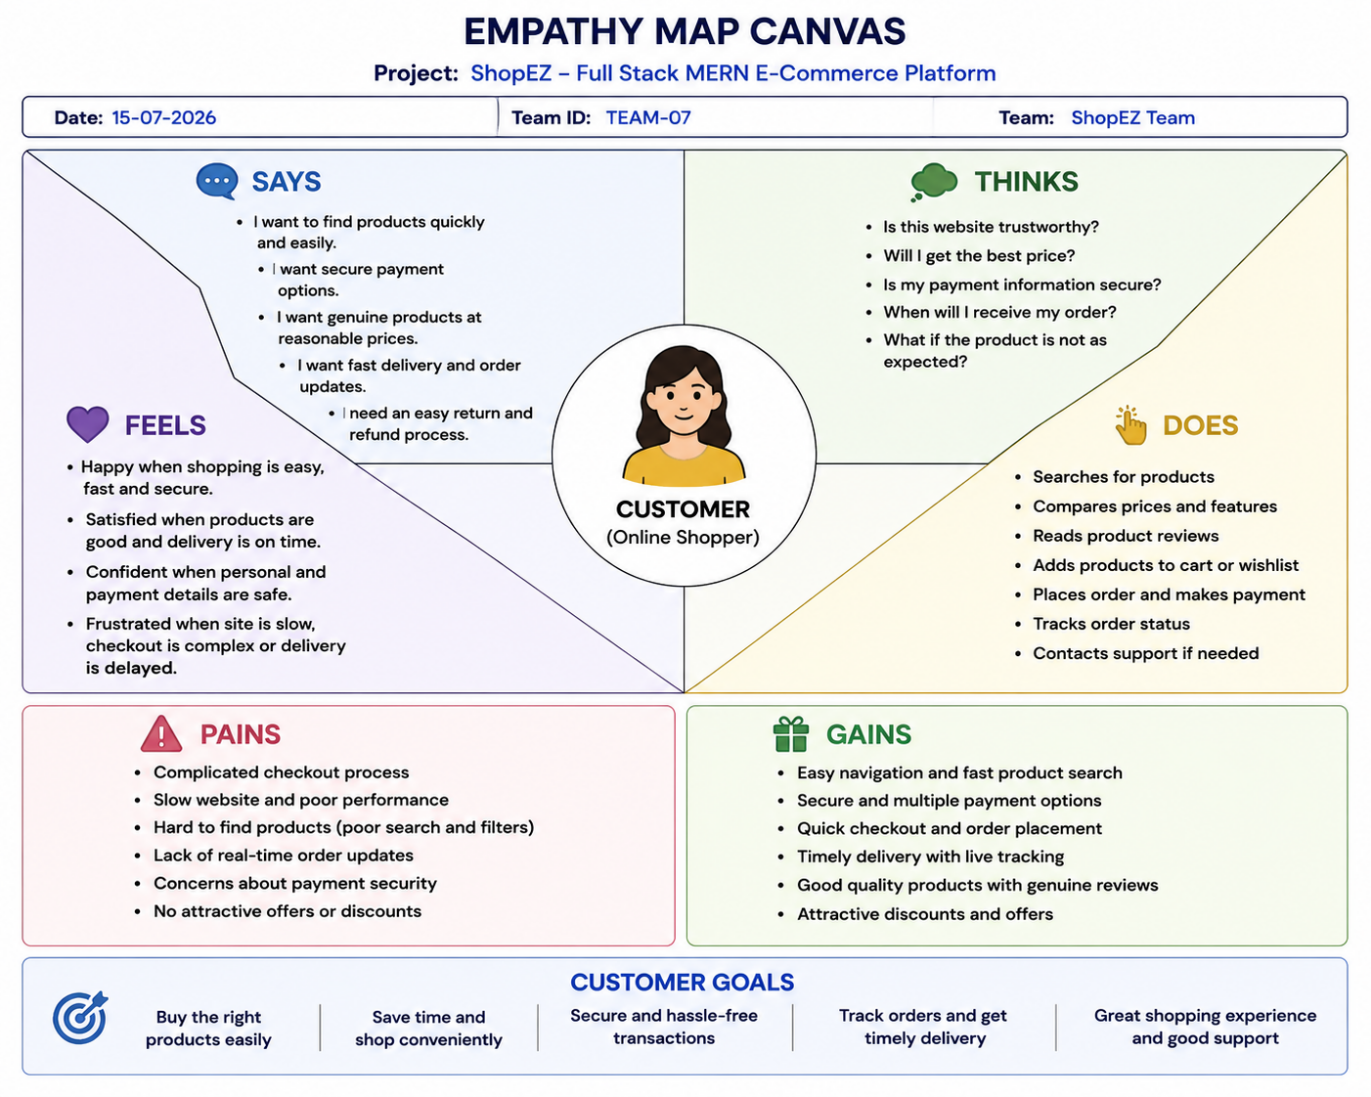 EMPATHY MAP CANVAS
Project: ShopEZ – Full Stack MERN E-Commerce Platform
Date: 15-07-2026
Team ID: TEAM-07
Team: ShopEZ Team
SAYS
• I want to find products quickly
and easily.
• I want secure payment
options.
• I want genuine products at
reasonable prices.
• I want fast delivery and order
updates.
• I need an easy return and
refund process.
THINKS
• Is this website trustworthy?
• Will I get the best price?
• Is my payment information secure?
• When will I receive my order?
• What if the product is not as
expected?
FEELS
• Happy when shopping is easy,
fast and secure.
• Satisfied when products are
good and delivery is on time.
• Confident when personal and
payment details are safe.
• Frustrated when site is slow,
checkout is complex or delivery
is delayed.
CUSTOMER
(Online Shopper)
DOES
• Searches for products
• Compares prices and features
• Reads product reviews
• Adds products to cart or wishlist
• Places order and makes payment
• Tracks order status
• Contacts support if needed
PAINS
• Complicated checkout process
• Slow website and poor performance
• Hard to find products (poor search and filters)
• Lack of real-time order updates
• Concerns about payment security
• No attractive offers or discounts
GAINS
• Easy navigation and fast product search
• Secure and multiple payment options
• Quick checkout and order placement
• Timely delivery with live tracking
• Good quality products with genuine reviews
• Attractive discounts and offers
CUSTOMER GOALS
Buy the right
products easily
Save time and
shop conveniently
Secure and hassle-free
transactions
Track orders and get
timely delivery
Great shopping experience
and good support